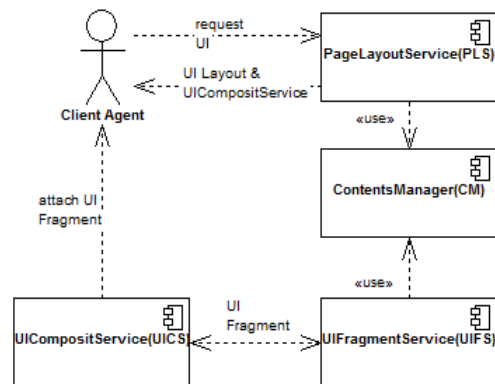 request
UI
PageLayoutService(PLS)
UI Layout &
UICompositService
Client Agent
«use»
ContentsManager(CM)
attach UI
Fragment
«use»
UI
Fragment
UICompositService(UICS)
UIFragmentService(UIFS)